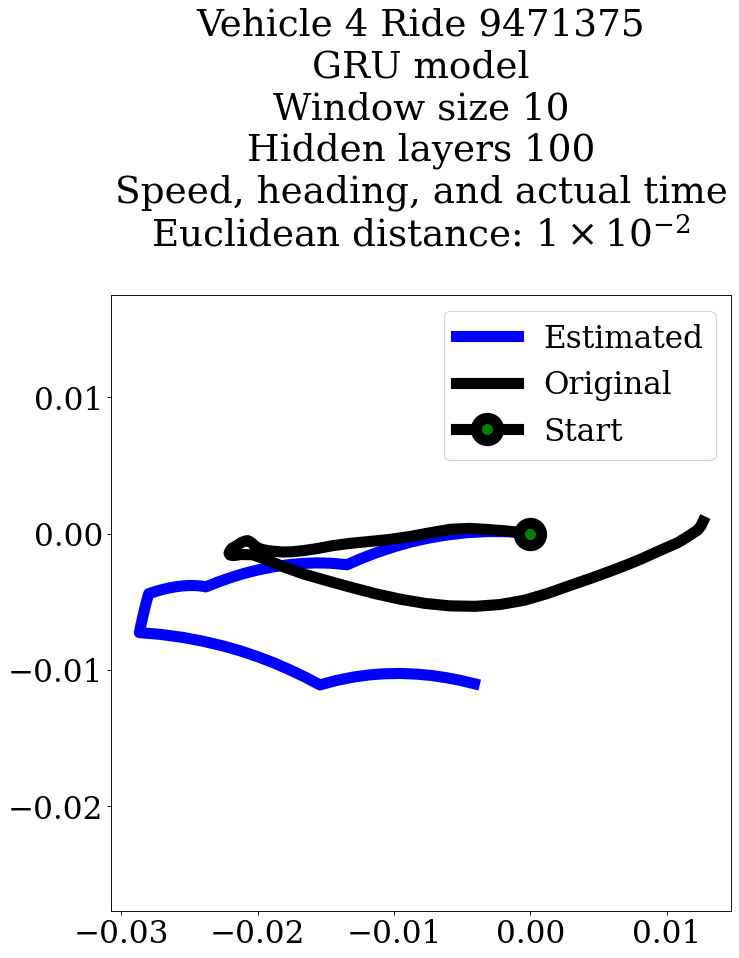 Vehicle 4 Ride 9471375
GRU model
Window size 10
Hidden layers 100
Speed, heading, and actual time
Euclidean distance: 1 × 10⁻²
Estimated
Original
Start
0.01
0.00
−0.01
−0.02
−0.03 −0.02 −0.01 0.00 0.01